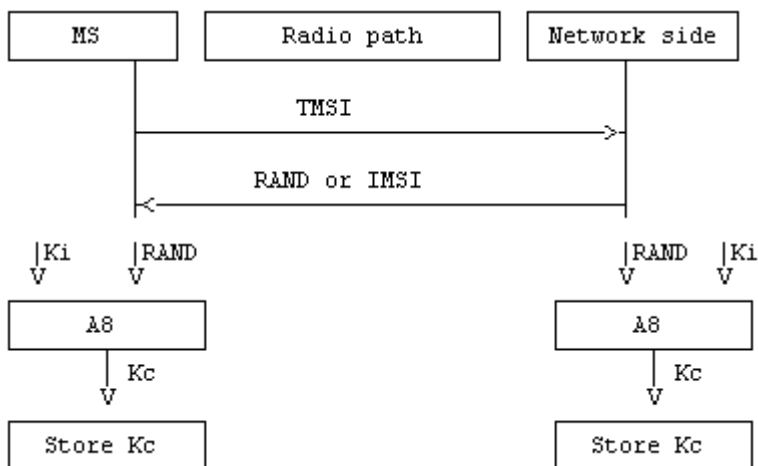 MS Radio path Network side
TMSI
RAND or IMSI
|Ki |RAND |RAND |Ki
A8 A8
Kc Kc
Store Kc Store Kc